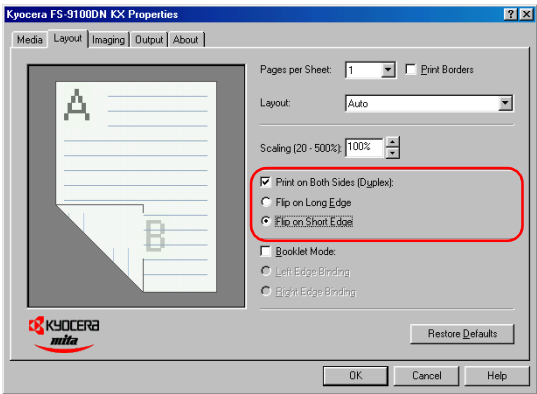 Kyocera FS-9100DN KX Properties
Media Layout Imaging Output About
Pages per Sheet: 1 Print Borders
Layout: Auto
Scaling (20 - 500%): 100%
Print on Both Sides (Duplex):
Flip on Long Edge
Flip on Short Edge
Booklet Mode:
Left Edge Binding
Right Edge Binding
A
B
KYOCERA
mita
Restore Defaults
OK Cancel Help